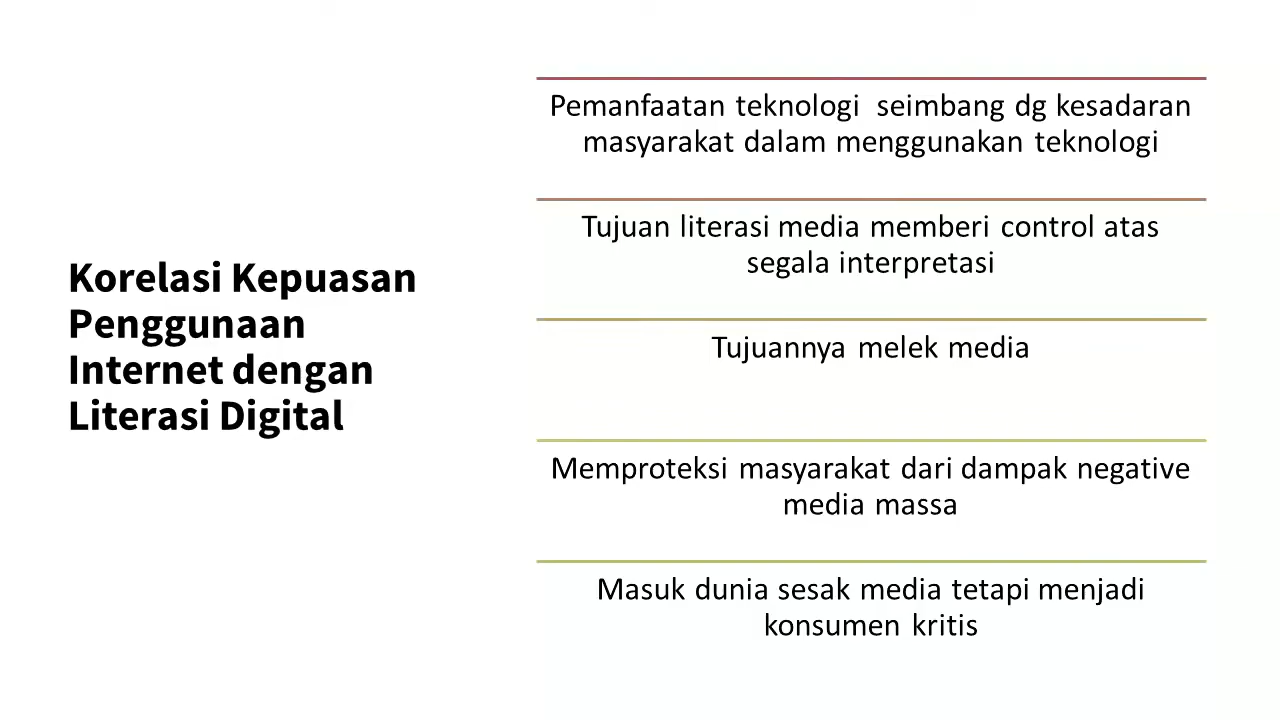 Korelasi Kepuasan
Penggunaan
Internet dengan
Literasi Digital
Pemanfaatan teknologi seimbang dg kesadaran
masyarakat dalam menggunakan teknologi
Tujuan literasi media memberi control atas
segala interpretasi
Tujuannya melek media
Memproteksi masyarakat dari dampak negative
media massa
Masuk dunia sesak media tetapi menjadi
konsumen kritis